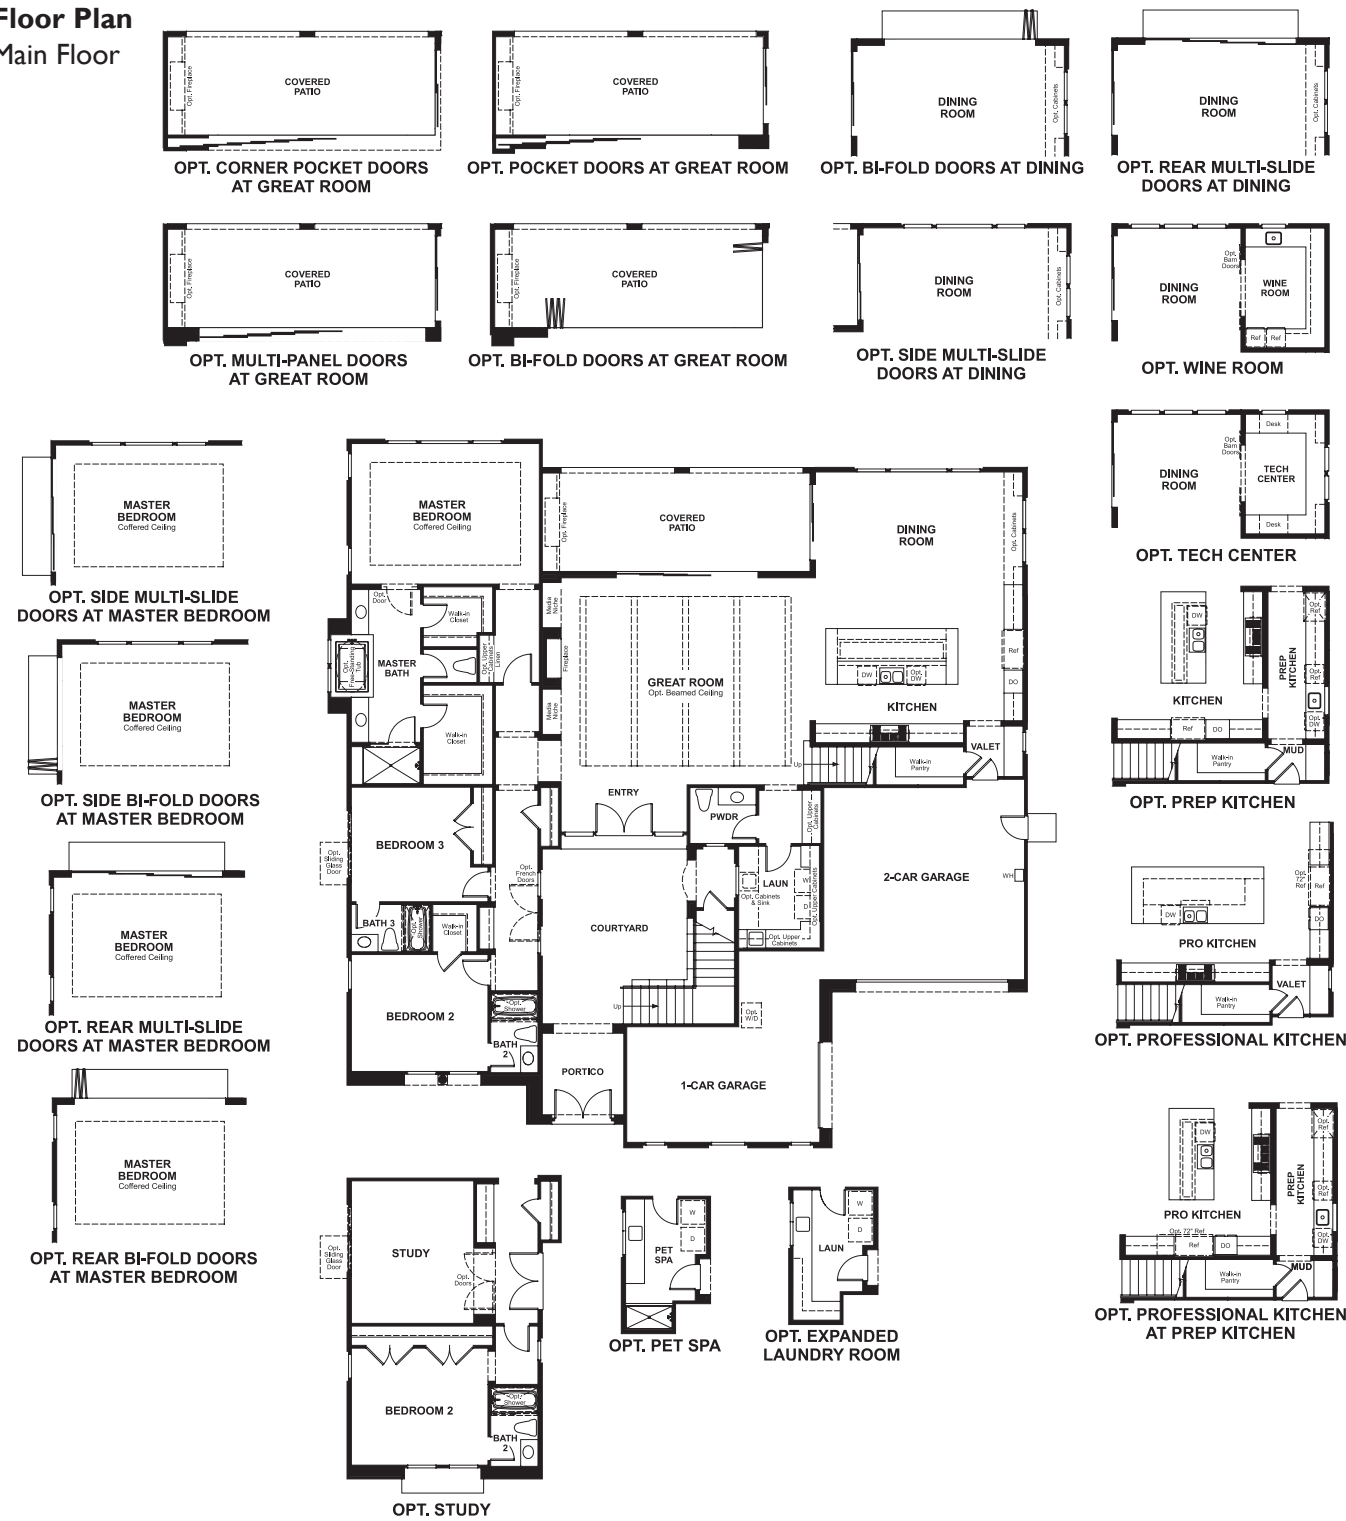 Floor Plan
Main Floor
COVERED
PATIO
Opt. Fireplace
OPT. CORNER POCKET DOORS
AT GREAT ROOM
COVERED
PATIO
Opt. Fireplace
OPT. POCKET DOORS AT GREAT ROOM
DINING
ROOM
Opt. Cabinets
OPT. BI-FOLD DOORS AT DINING
DINING
ROOM
Opt. Cabinets
OPT. REAR MULTI-SLIDE
DOORS AT DINING
COVERED
PATIO
Opt. Fireplace
OPT. MULTI-PANEL DOORS
AT GREAT ROOM
COVERED
PATIO
Opt. Fireplace
OPT. BI-FOLD DOORS AT GREAT ROOM
DINING
ROOM
Opt. Cabinets
OPT. SIDE MULTI-SLIDE
DOORS AT DINING
DINING
ROOM
Opt.
Barn
Doors
WINE
ROOM
Ref
Ref
OPT. WINE ROOM
DINING
ROOM
Opt.
Barn
Doors
Desk
TECH
CENTER
Desk
OPT. TECH CENTER
MASTER
BEDROOM
Coffered Ceiling
OPT. SIDE MULTI-SLIDE
DOORS AT MASTER BEDROOM
MASTER
BEDROOM
Coffered Ceiling
OPT. SIDE BI-FOLD DOORS
AT MASTER BEDROOM
MASTER
BEDROOM
Coffered Ceiling
OPT. REAR MULTI-SLIDE
DOORS AT MASTER BEDROOM
MASTER
BEDROOM
Coffered Ceiling
OPT. REAR BI-FOLD DOORS
AT MASTER BEDROOM
MASTER
BEDROOM
Coffered Ceiling
Opt. Fireplace
COVERED
PATIO
DINING
ROOM
Opt. Cabinets
Opt.
Door
Walk-in
Closet
Media
Niche
Opt.
Free-Standing
Tub
MASTER
BATH
Opt. Upper
Cabinets
Linen
Fireplace
GREAT ROOM
Opt. Beamed Ceiling
Ref
DW
Opt.
DW
DO
KITCHEN
Media
Niche
Walk-in
Closet
Up
Walk-in
Pantry
VALET
ENTRY
PWDR
Opt. Upper
Cabinets
BEDROOM 3
Opt.
Sliding
Glass
Door
Opt.
French
Doors
LAUN
Opt. Cabinets
& Sink
W
D
Opt. Upper Cabinets
Opt. Upper
Cabinets
2-CAR GARAGE
WH
BATH 3
Opt.
Shower
Walk-in
Closet
COURTYARD
Up
Opt.
W/D
BEDROOM 2
Opt.
Shower
BATH
2
PORTICO
1-CAR GARAGE
KITCHEN
DW
Opt.
Ref
PREP
KITCHEN
Opt.
Ref
Opt.
DW
Ref
DO
Walk-in
Pantry
MUD
OPT. PREP KITCHEN
Opt.
72"
Ref
Ref
DO
DW
PRO KITCHEN
Walk-in
Pantry
VALET
OPT. PROFESSIONAL KITCHEN
DW
PRO KITCHEN
Opt. 72" Ref
Ref
DO
Opt.
Ref
PREP
KITCHEN
Opt.
Ref
Opt.
DW
Walk-in
Pantry
MUD
OPT. PROFESSIONAL KITCHEN
AT PREP KITCHEN
STUDY
Opt.
Sliding
Glass
Door
Opt.
Doors
BEDROOM 2
Opt.
Shower
BATH
2
OPT. STUDY
W
D
PET
SPA
OPT. PET SPA
W
D
LAUN
OPT. EXPANDED
LAUNDRY ROOM